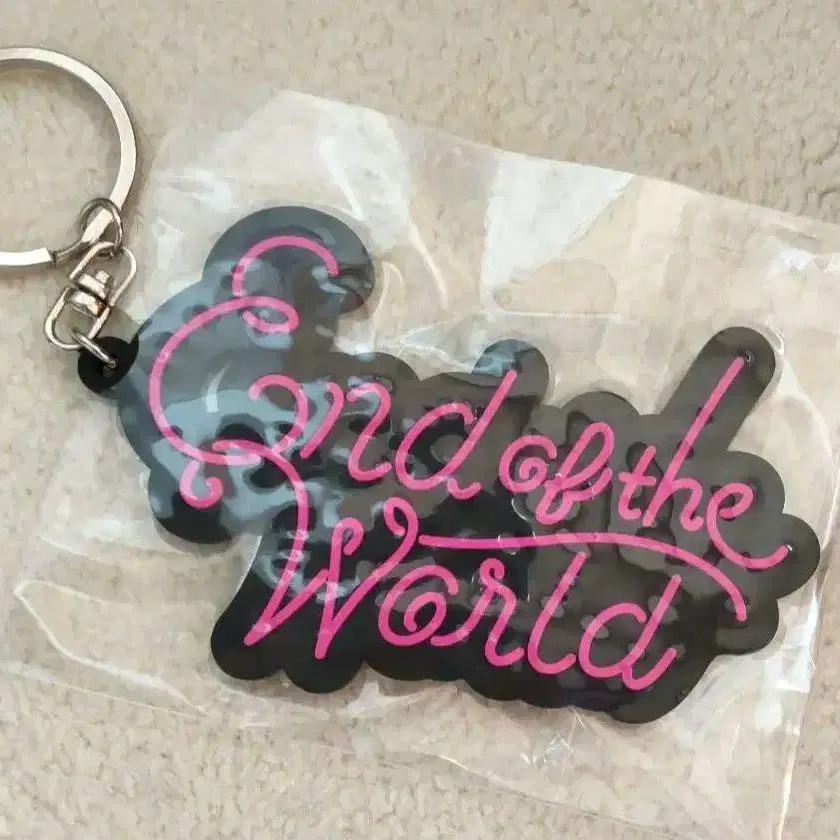 End of the
World